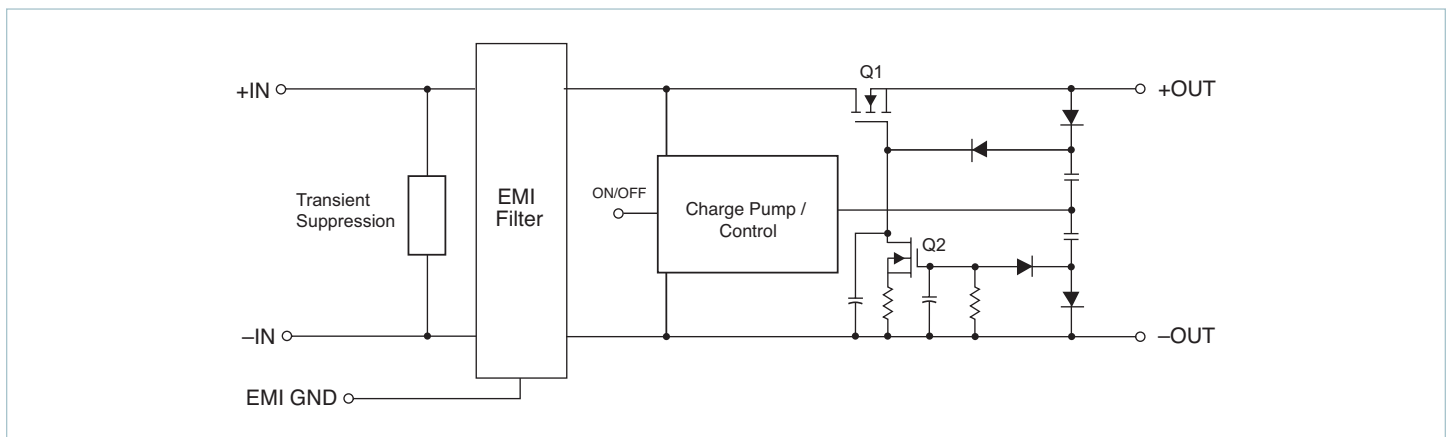 Q1
+IN
+OUT
EMI
Filter
Transient
Suppression
ON/OFF
Charge Pump /
Control
Q2
–IN
–OUT
EMI GND